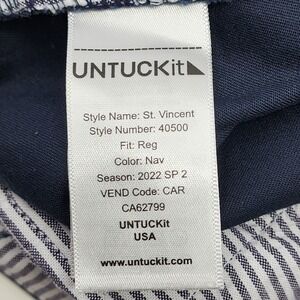 UNTUCKit
Style Name: St. Vincent
Style Number: 40500
Fit: Reg
Color: Nav
Season: 2022 SP 2
VEND Code: CAR
CA62799
UNTUCKit
USA
www.untuckit.com